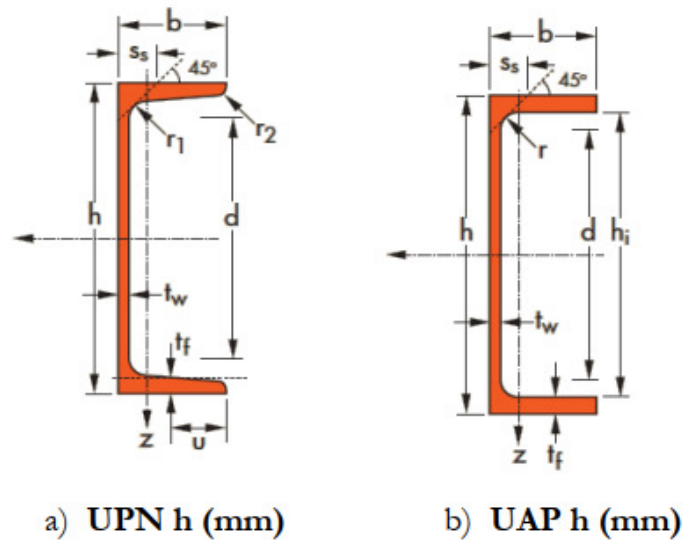 b
s_s
45°
r_1
r_2
h
d
t_w
t_f
z
u
a) UPN h (mm)
b
s_s
45°
r
h
d
h_i
t_w
z
t_f
b) UAP h (mm)